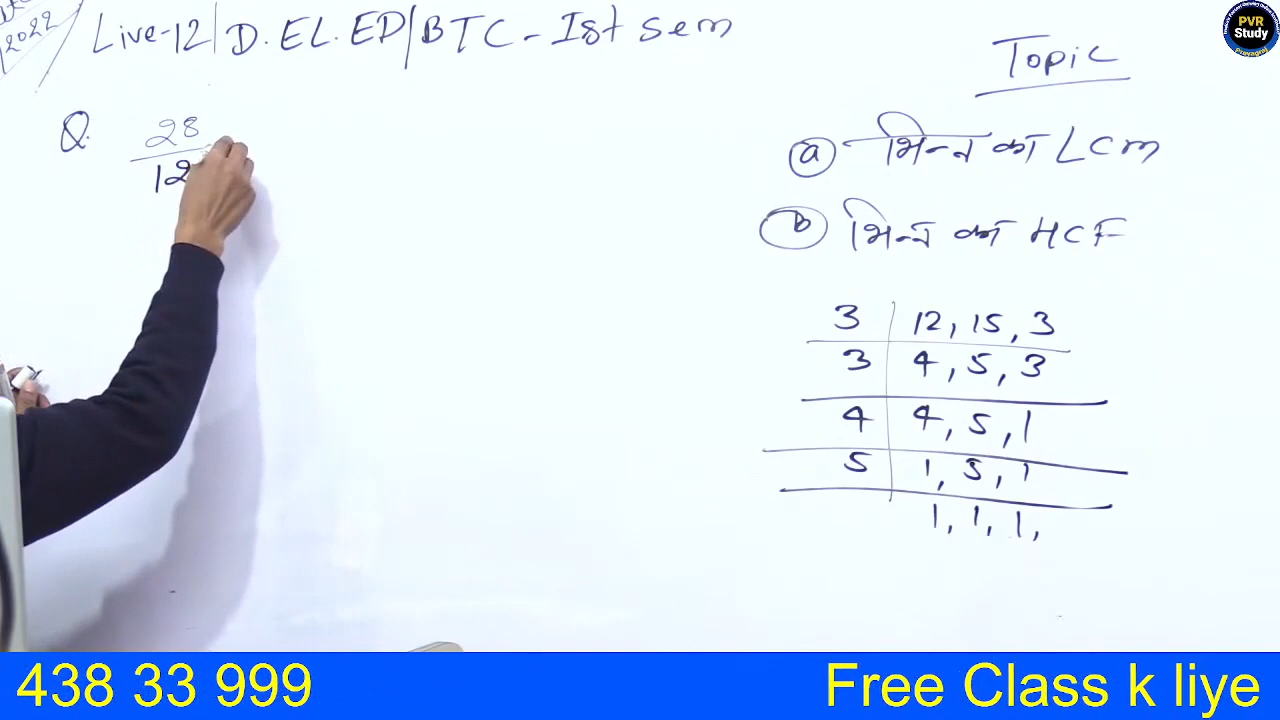 2022
Live-12 | D.EL.ED | BTC - Ist Sem
Q. 28
12
Topic
(a) भिन्न का LCM
(b) भिन्न का HCF
3 | 12, 15, 3
3 | 4, 5, 3
4 | 4, 5, 1
5 | 1, 5, 1
1, 1, 1,
PVR
Study
Prayagraj
438 33 999
Free Class k liye